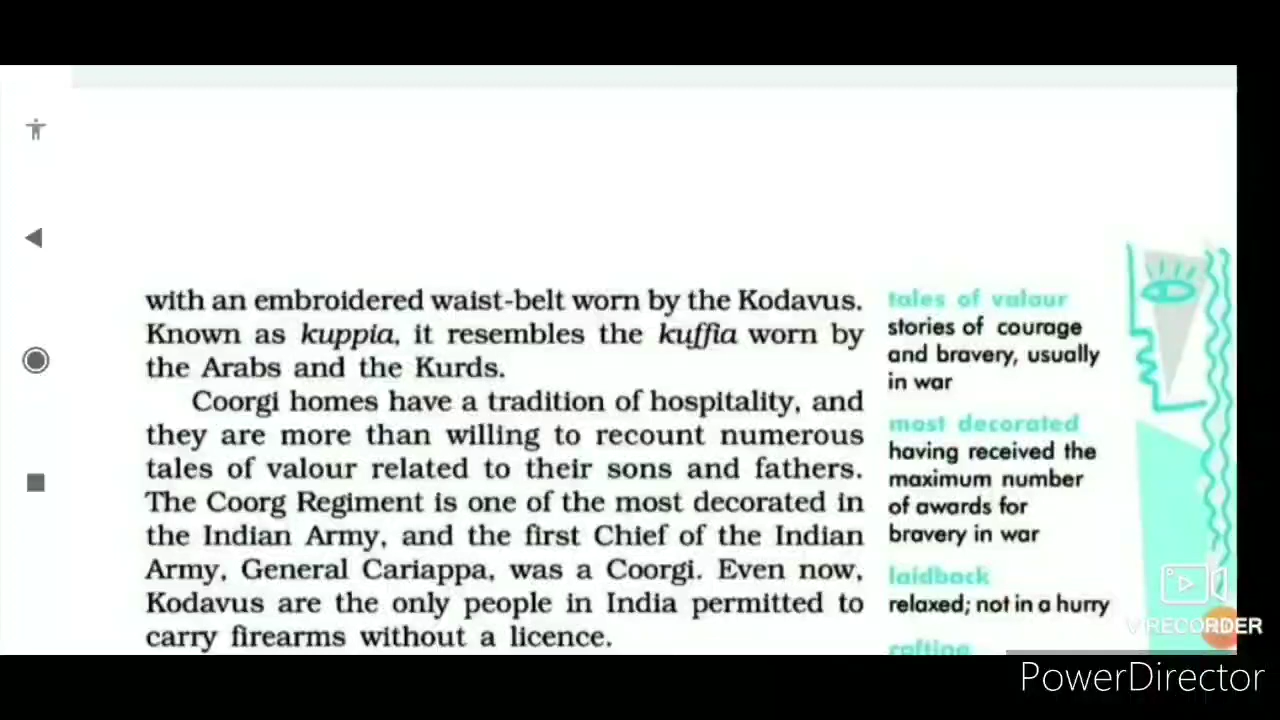 with an embroidered waist-belt worn by the Kodavus.
Known as kuppia, it resembles the kuffia worn by
the Arabs and the Kurds.
Coorgi homes have a tradition of hospitality, and
they are more than willing to recount numerous
tales of valour related to their sons and fathers.
The Coorg Regiment is one of the most decorated in
the Indian Army, and the first Chief of the Indian
Army, General Cariappa, was a Coorgi. Even now,
Kodavus are the only people in India permitted to
carry firearms without a licence.
tales of valour
stories of courage
and bravery, usually
in war
most decorated
having received the
maximum number
of awards for
bravery in war
laidback
relaxed; not in a hurry
rafting
VRECORDER
PowerDirector